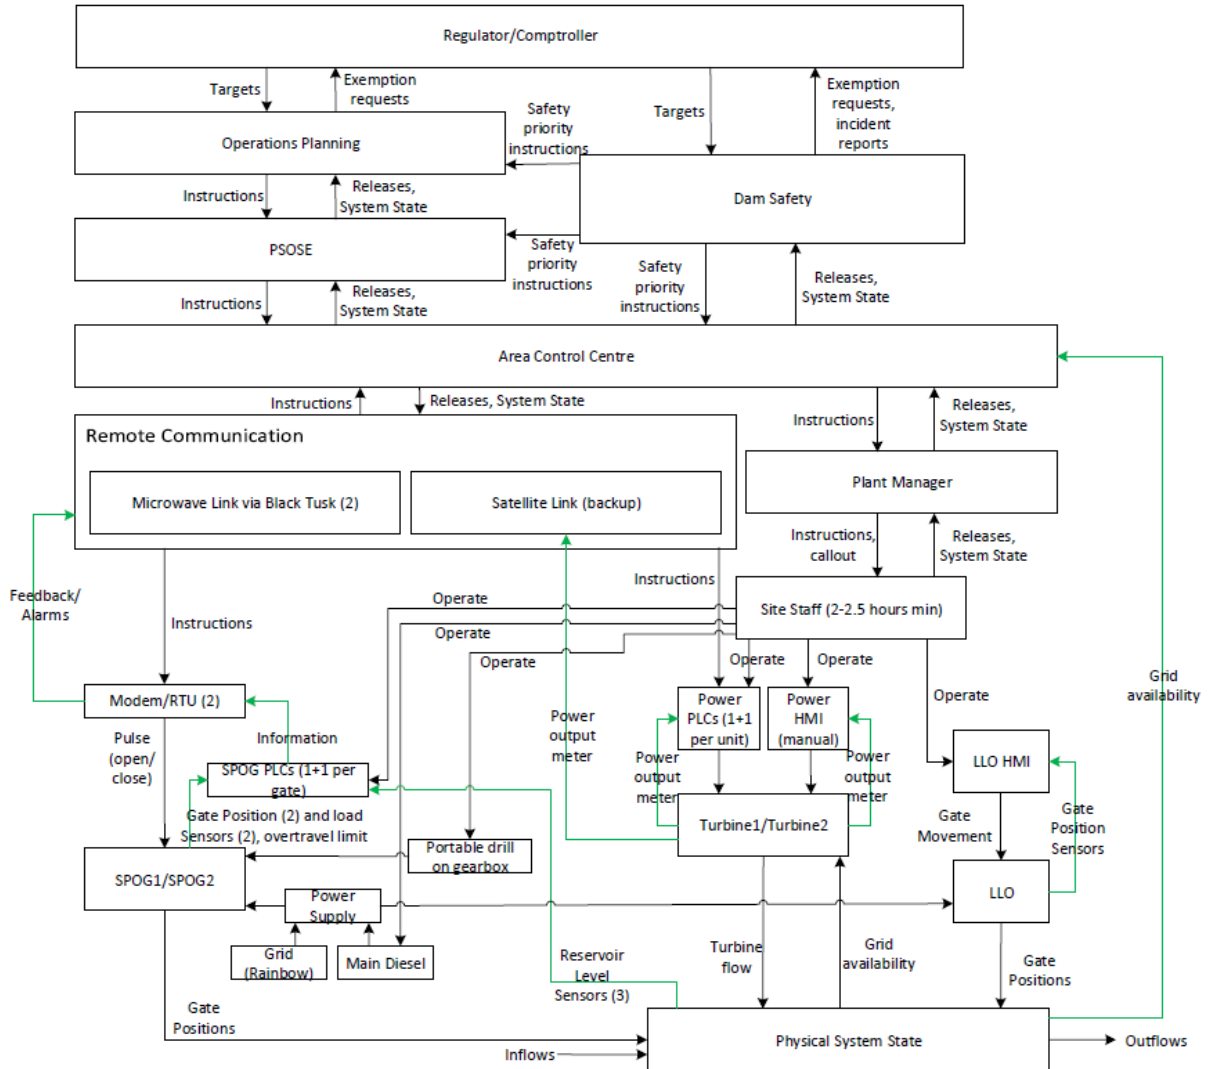 Regulator/Comptroller
Targets
Exemption
requests
Safety
priority
instructions
Targets
Exemption
requests,
incident
reports
Operations Planning
Dam Safety
Instructions
Releases,
System State
PSOSE
Safety
priority
instructions
Safety
priority
instructions
Releases,
System State
Instructions
Releases,
System State
Area Control Centre
Instructions
Releases, System State
Instructions
Releases,
System State
Remote Communication
Microwave Link via Black Tusk (2)
Satellite Link (backup)
Plant Manager
Instructions,
callout
Releases,
System State
Feedback/
Alarms
Instructions
Instructions
Operate
Operate
Operate
Site Staff (2-2.5 hours min)
Operate
Operate
Operate
Grid
availability
Modem/RTU (2)
Pulse
(open/
close)
Information
Power
output
meter
Power
PLCs (1+1
per unit)
Power
HMI
(manual)
LLO HMI
SPOG PLCs (1+1 per
gate)
Power
output
meter
Power
output
meter
Gate Position (2) and load
Sensors (2), overtravel limit
Turbine1/Turbine2
Gate
Movement
Gate
Position
Sensors
SPOG1/SPOG2
Portable drill
on gearbox
LLO
Power
Supply
Grid
(Rainbow)
Main Diesel
Reservoir
Level
Sensors (3)
Turbine
flow
Grid
availability
Gate
Positions
Gate
Positions
Inflows
Physical System State
Outflows